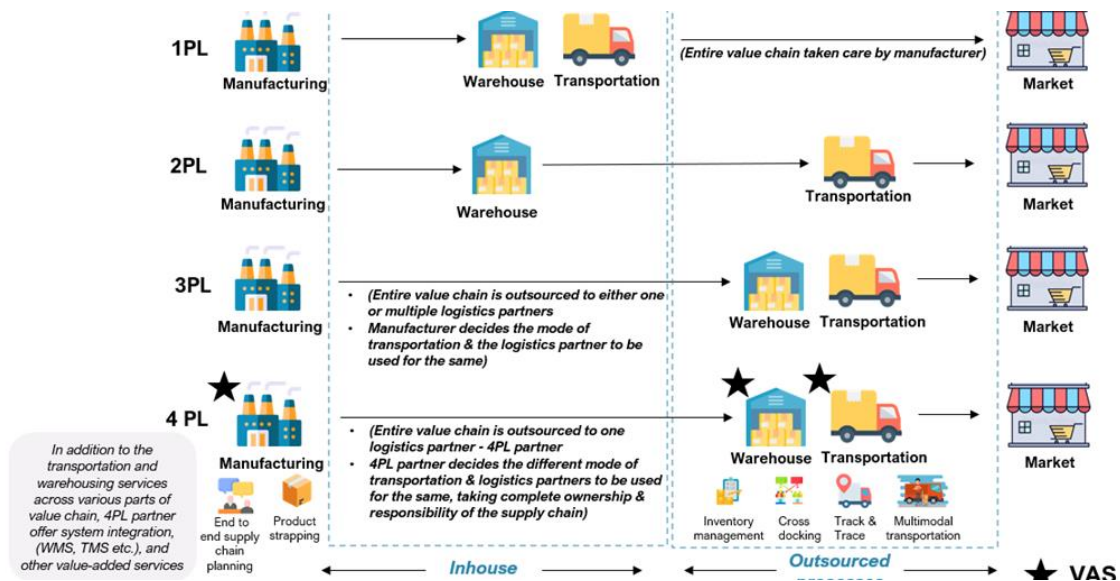 1PL
Manufacturing
Warehouse
Transportation
(Entire value chain taken care by manufacturer)
Market
2PL
Manufacturing
Warehouse
Transportation
Market
3PL
Manufacturing
• (Entire value chain is outsourced to either one
or multiple logistics partners
• Manufacturer decides the mode of
transportation & the logistics partner to be
used for the same)
Warehouse
Transportation
Market
4 PL
Manufacturing
• (Entire value chain is outsourced to one
logistics partner - 4PL partner
• 4PL partner decides the different mode of
transportation & logistics partners to be
used for the same, taking complete ownership &
responsibility of the supply chain)
Warehouse
Transportation
Market
In addition to the
transportation and
warehousing services
across various parts of
value chain, 4PL partner
offer system integration,
(WMS, TMS etc.), and
other value-added services
End to
end supply
chain
planning
Product
strapping
Inventory
management
Cross
docking
Track &
Trace
Multimodal
transportation
Inhouse
Outsourced
VAS